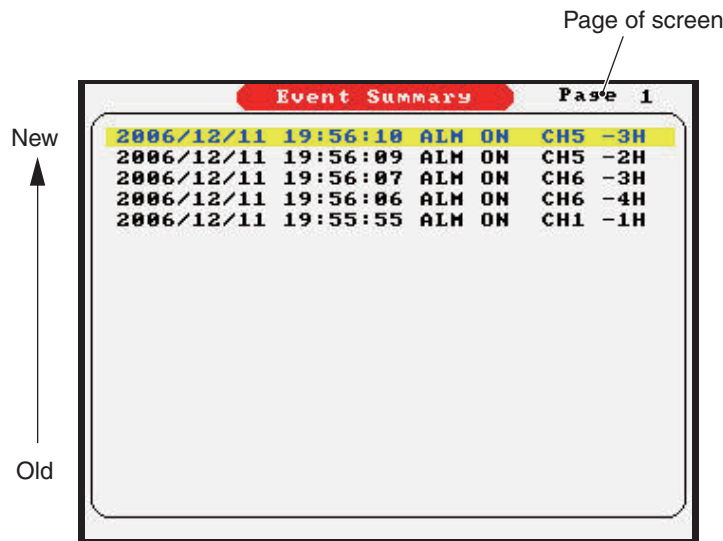 Page of screen
Event Summary Page 1
New
2006/12/11 19:56:10 ALM ON CH5 -3H
2006/12/11 19:56:09 ALM ON CH5 -2H
2006/12/11 19:56:07 ALM ON CH6 -3H
2006/12/11 19:56:06 ALM ON CH6 -4H
2006/12/11 19:55:55 ALM ON CH1 -1H
Old